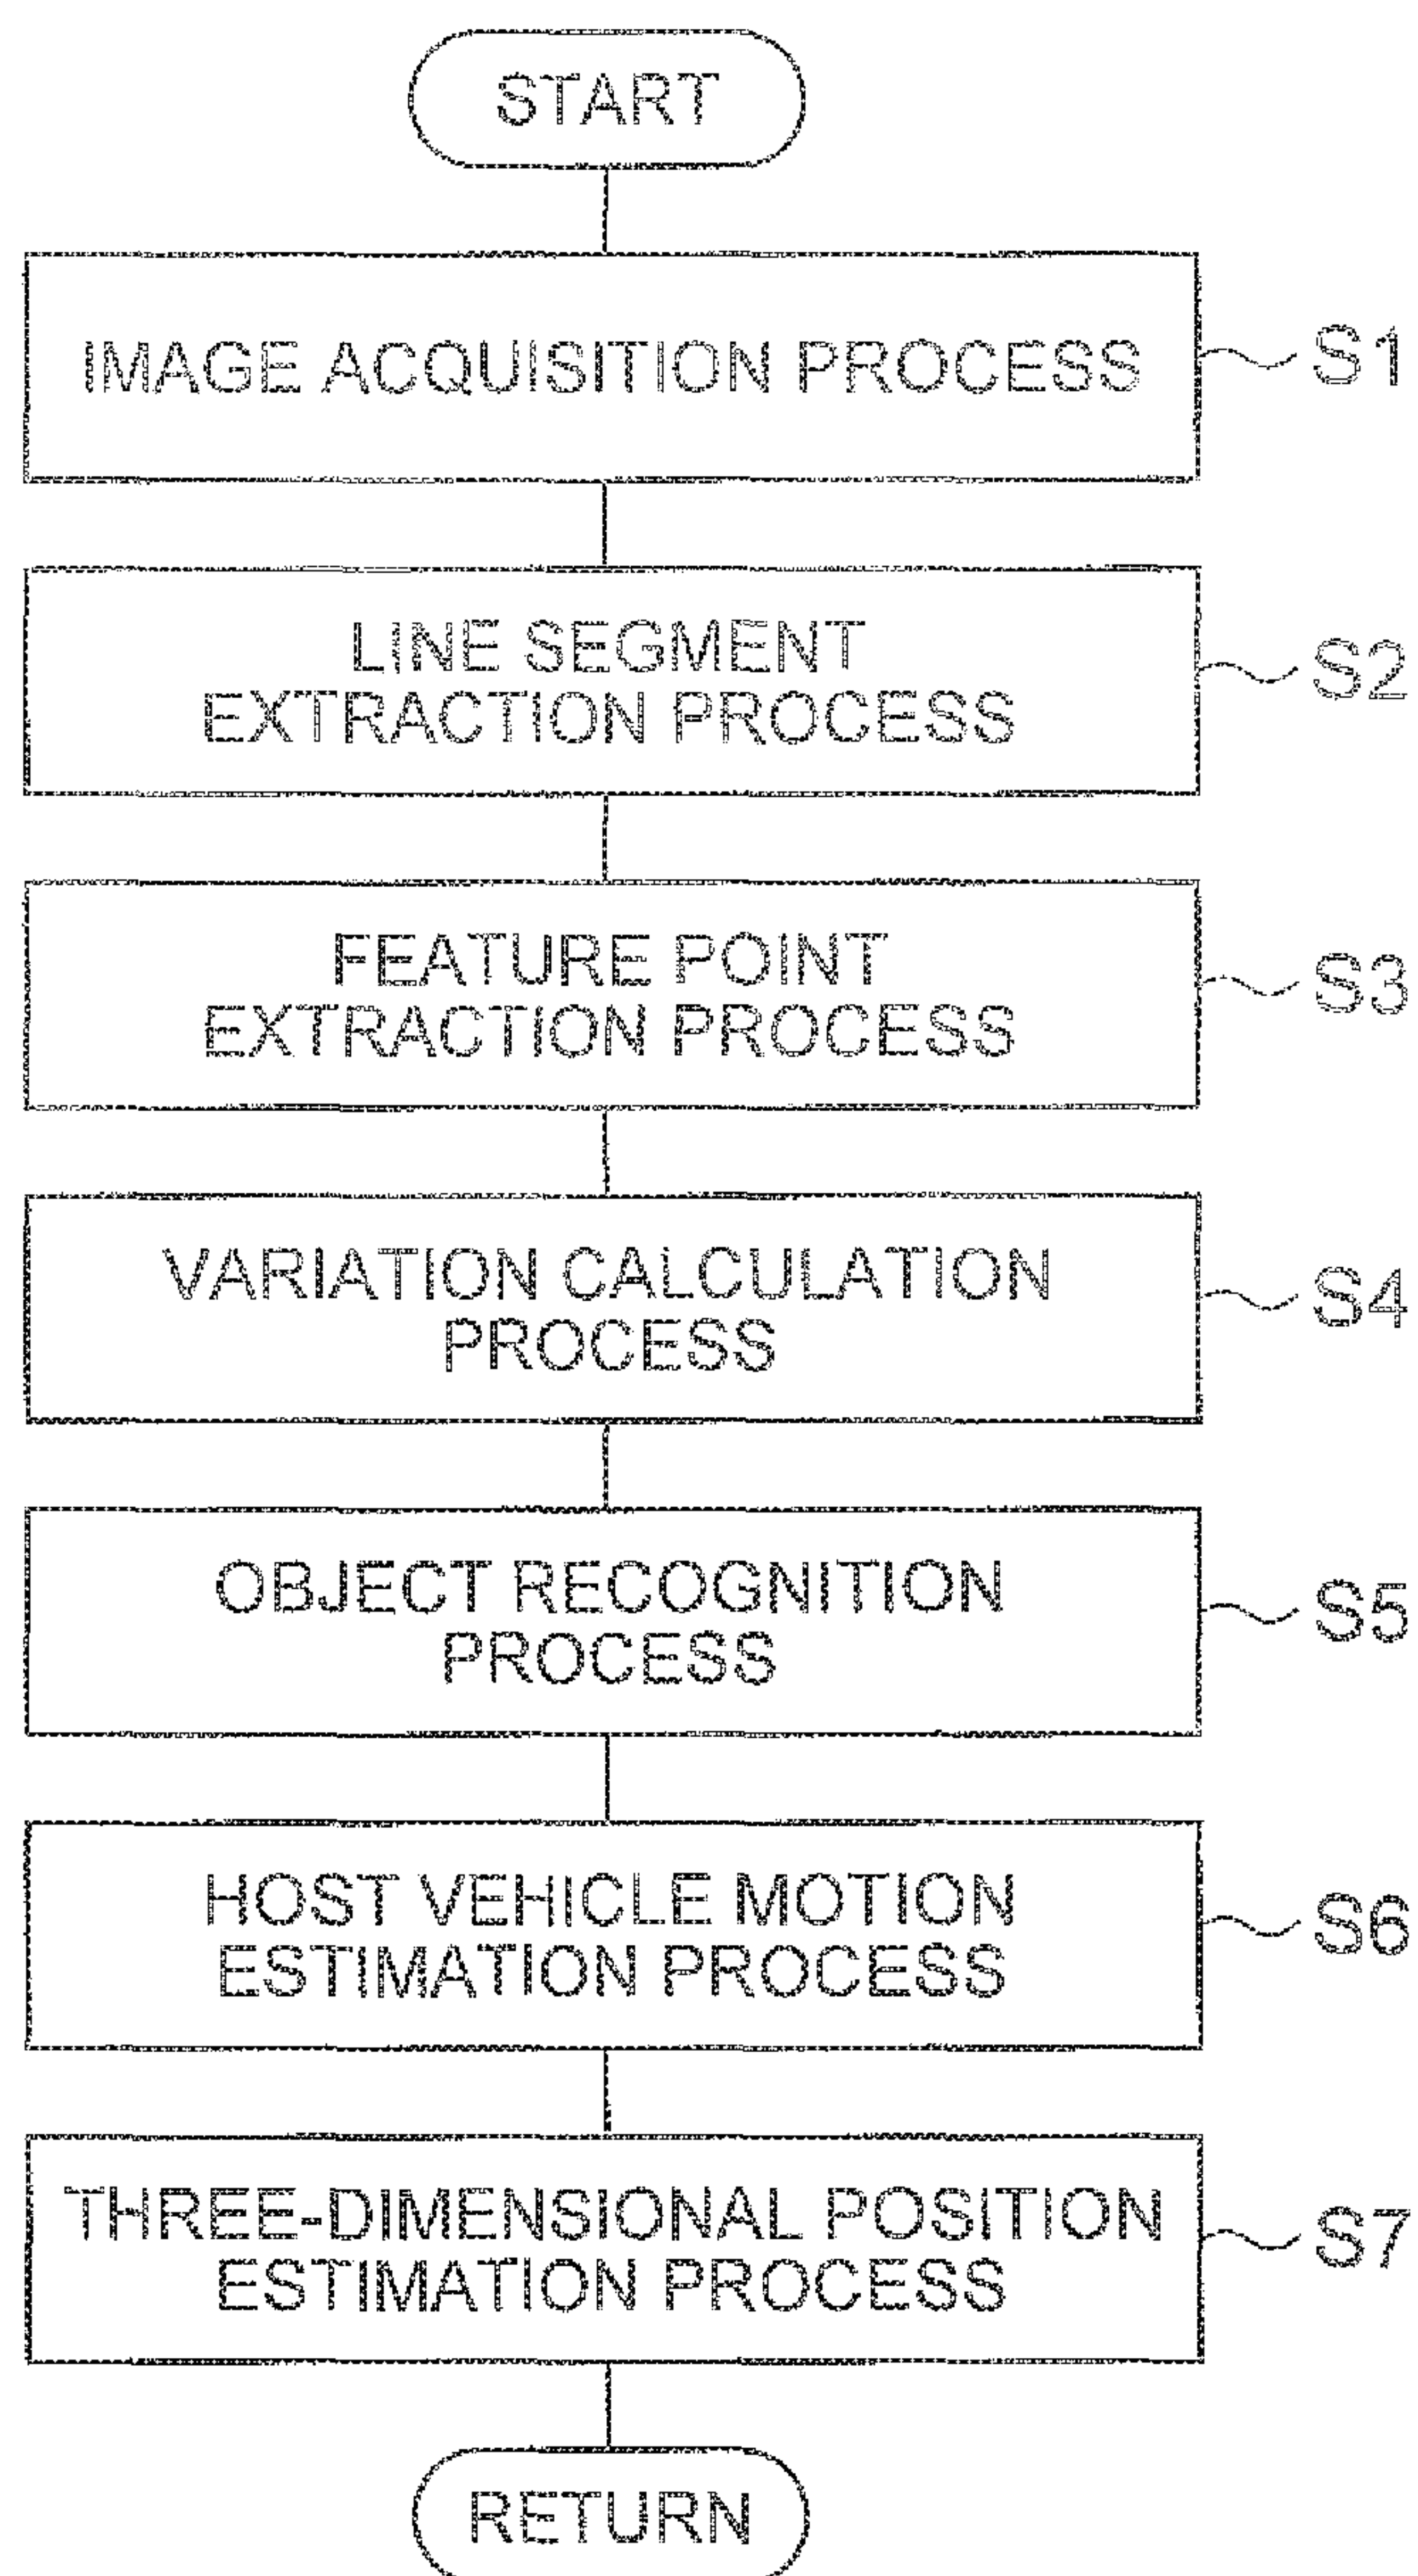 START
IMAGE ACQUISITION PROCESS
S1
LINE SEGMENT
EXTRACTION PROCESS
S2
FEATURE POINT
EXTRACTION PROCESS
S3
VARIATION CALCULATION
PROCESS
S4
OBJECT RECOGNITION
PROCESS
S5
HOST VEHICLE MOTION
ESTIMATION PROCESS
S6
THREE-DIMENSIONAL POSITION
ESTIMATION PROCESS
S7
RETURN